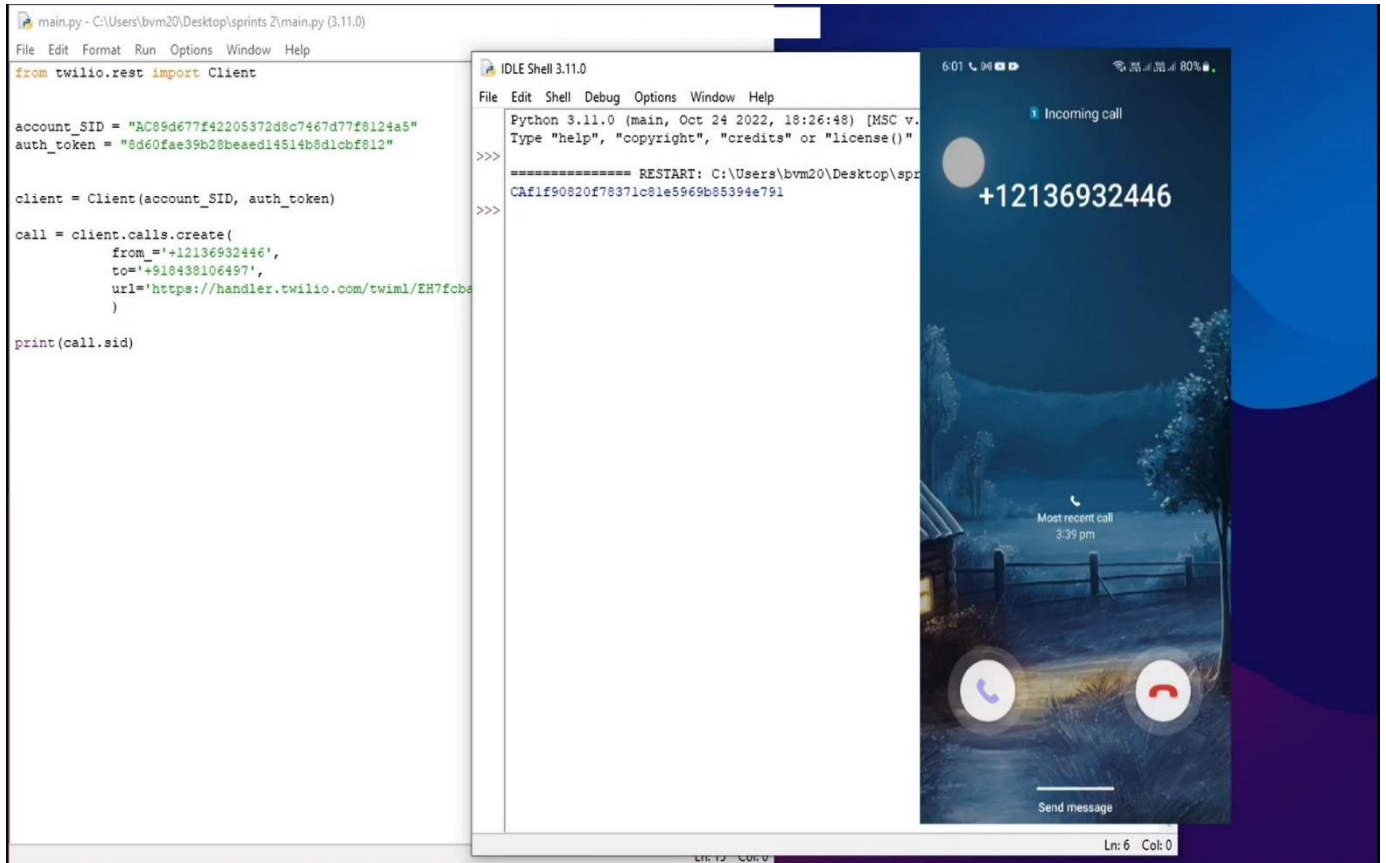 main.py - C:\Users\bvm20\Desktop\sprints 2\main.py (3.11.0)
File Edit Format Run Options Window Help
from twilio.rest import Client
account_SID = "AC89d677f42205372d8c7467d77f8124a5"
auth_token = "8d60fae39b28beaed14514b8d1cbf812"
client = Client(account_SID, auth_token)
call = client.calls.create(
from_='+12136932446',
to='+918438106497',
url='https://handler.twilio.com/twiml/EH7fcba
)
print(call.sid)
IDLE Shell 3.11.0
File Edit Shell Debug Options Window Help
Python 3.11.0 (main, Oct 24 2022, 18:26:48) [MSC v.
Type "help", "copyright", "credits" or "license()"
>>>
=============== RESTART: C:\Users\bvm20\Desktop\spr
CAf1f90820f78371c81e5969b85394e791
>>>
Ln: 6 Col: 0
6:01 80%
1 Incoming call
+12136932446
Most recent call
3:39 pm
Send message